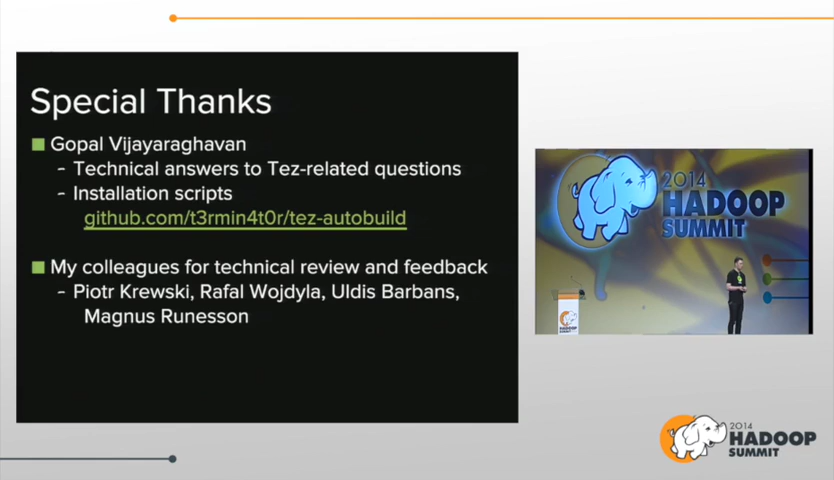 Special Thanks
Gopal Vijayaraghavan
- Technical answers to Tez-related questions
- Installation scripts
github.com/t3rmin4t0r/tez-autobuild
My colleagues for technical review and feedback
- Piotr Krewski, Rafal Wojdyla, Uldis Barbans,
Magnus Runesson
2014
HADOOP
SUMMIT
2014
HADOOP
SUMMIT